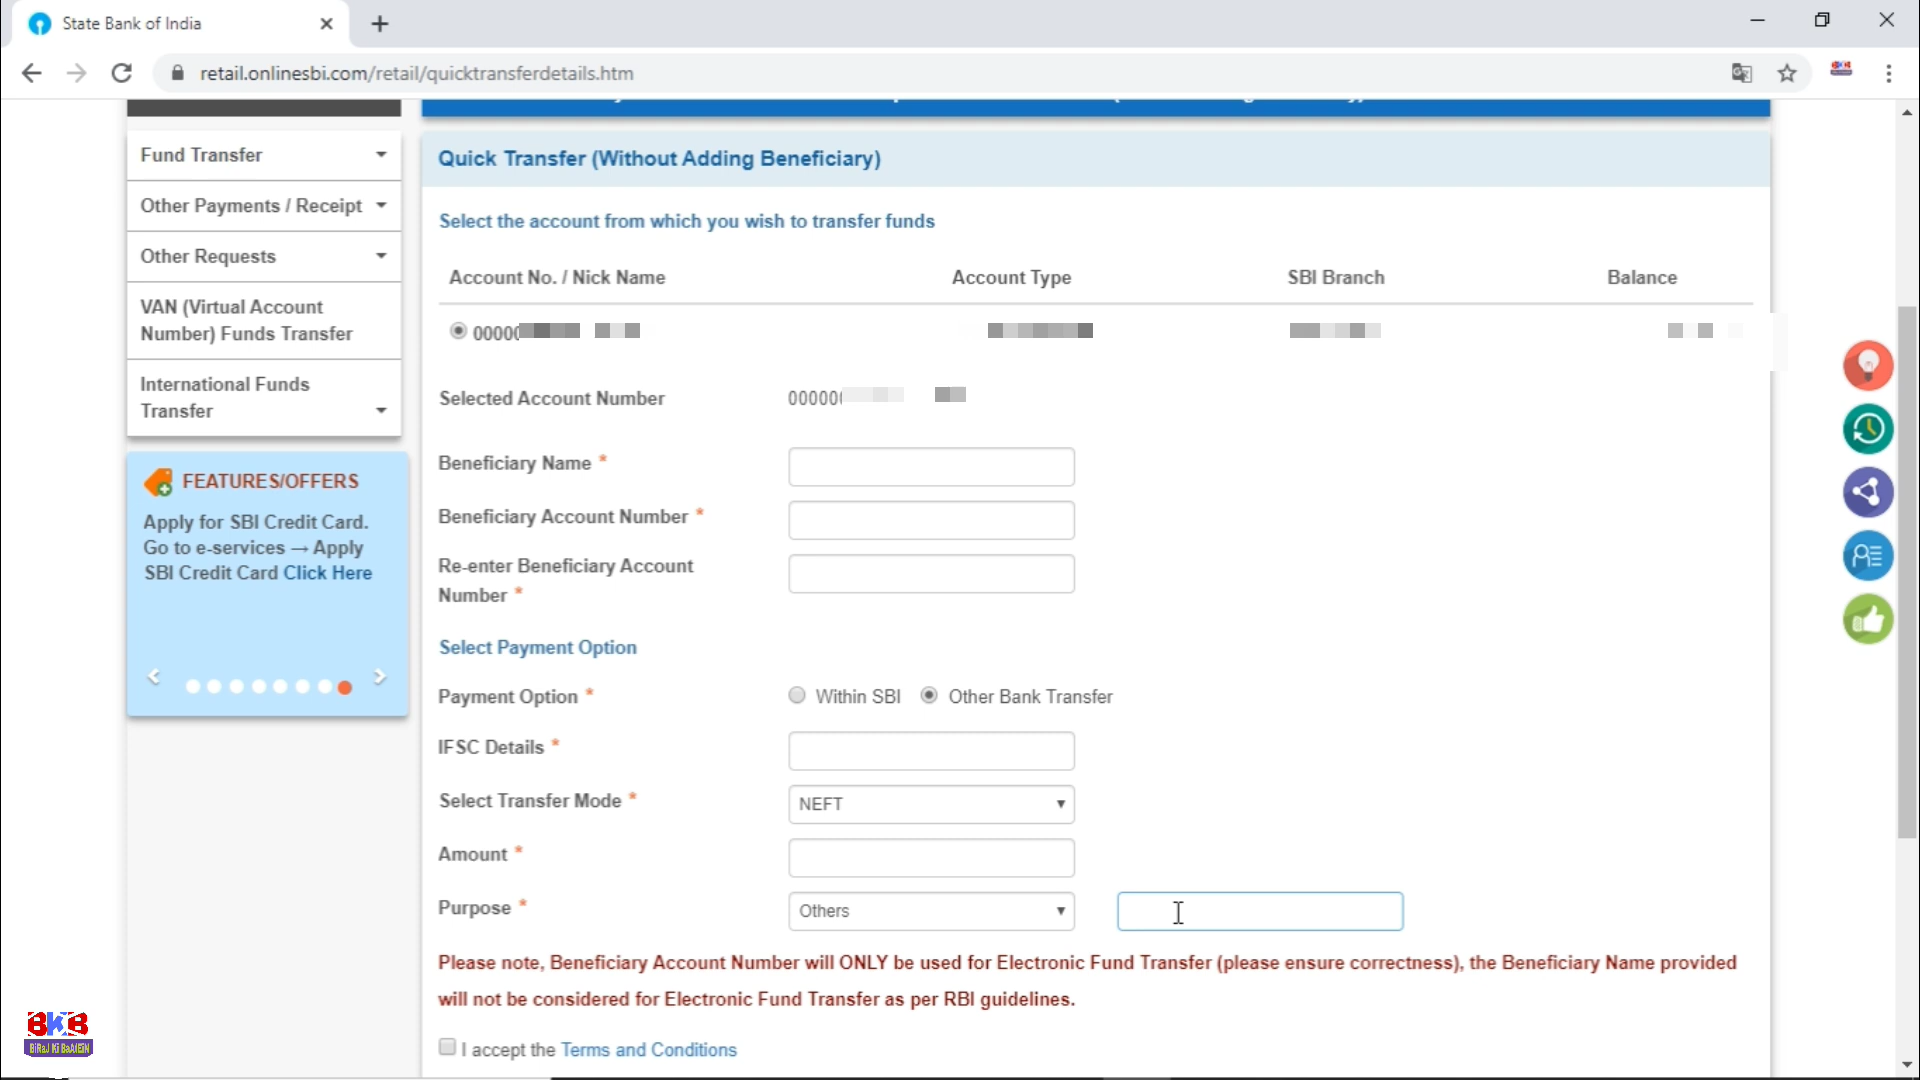 State Bank of India
retail.onlinesbi.com/retail/quicktransferdetails.htm
Fund Transfer
Other Payments / Receipt
Other Requests
VAN (Virtual Account
Number) Funds Transfer
International Funds
Transfer
FEATURES/OFFERS
Apply for SBI Credit Card.
Go to e-services → Apply
SBI Credit Card Click Here
Quick Transfer (Without Adding Beneficiary)
Select the account from which you wish to transfer funds
Account No. / Nick Name Account Type SBI Branch Balance
00000
Selected Account Number 00000
Beneficiary Name *
Beneficiary Account Number *
Re-enter Beneficiary Account
Number *
Select Payment Option
Payment Option * Within SBI Other Bank Transfer
IFSC Details *
Select Transfer Mode * NEFT
Amount *
Purpose * Others
Please note, Beneficiary Account Number will ONLY be used for Electronic Fund Transfer (please ensure correctness), the Beneficiary Name provided
will not be considered for Electronic Fund Transfer as per RBI guidelines.
I accept the Terms and Conditions
BKB
BiRaJ Ki BaAtEiN